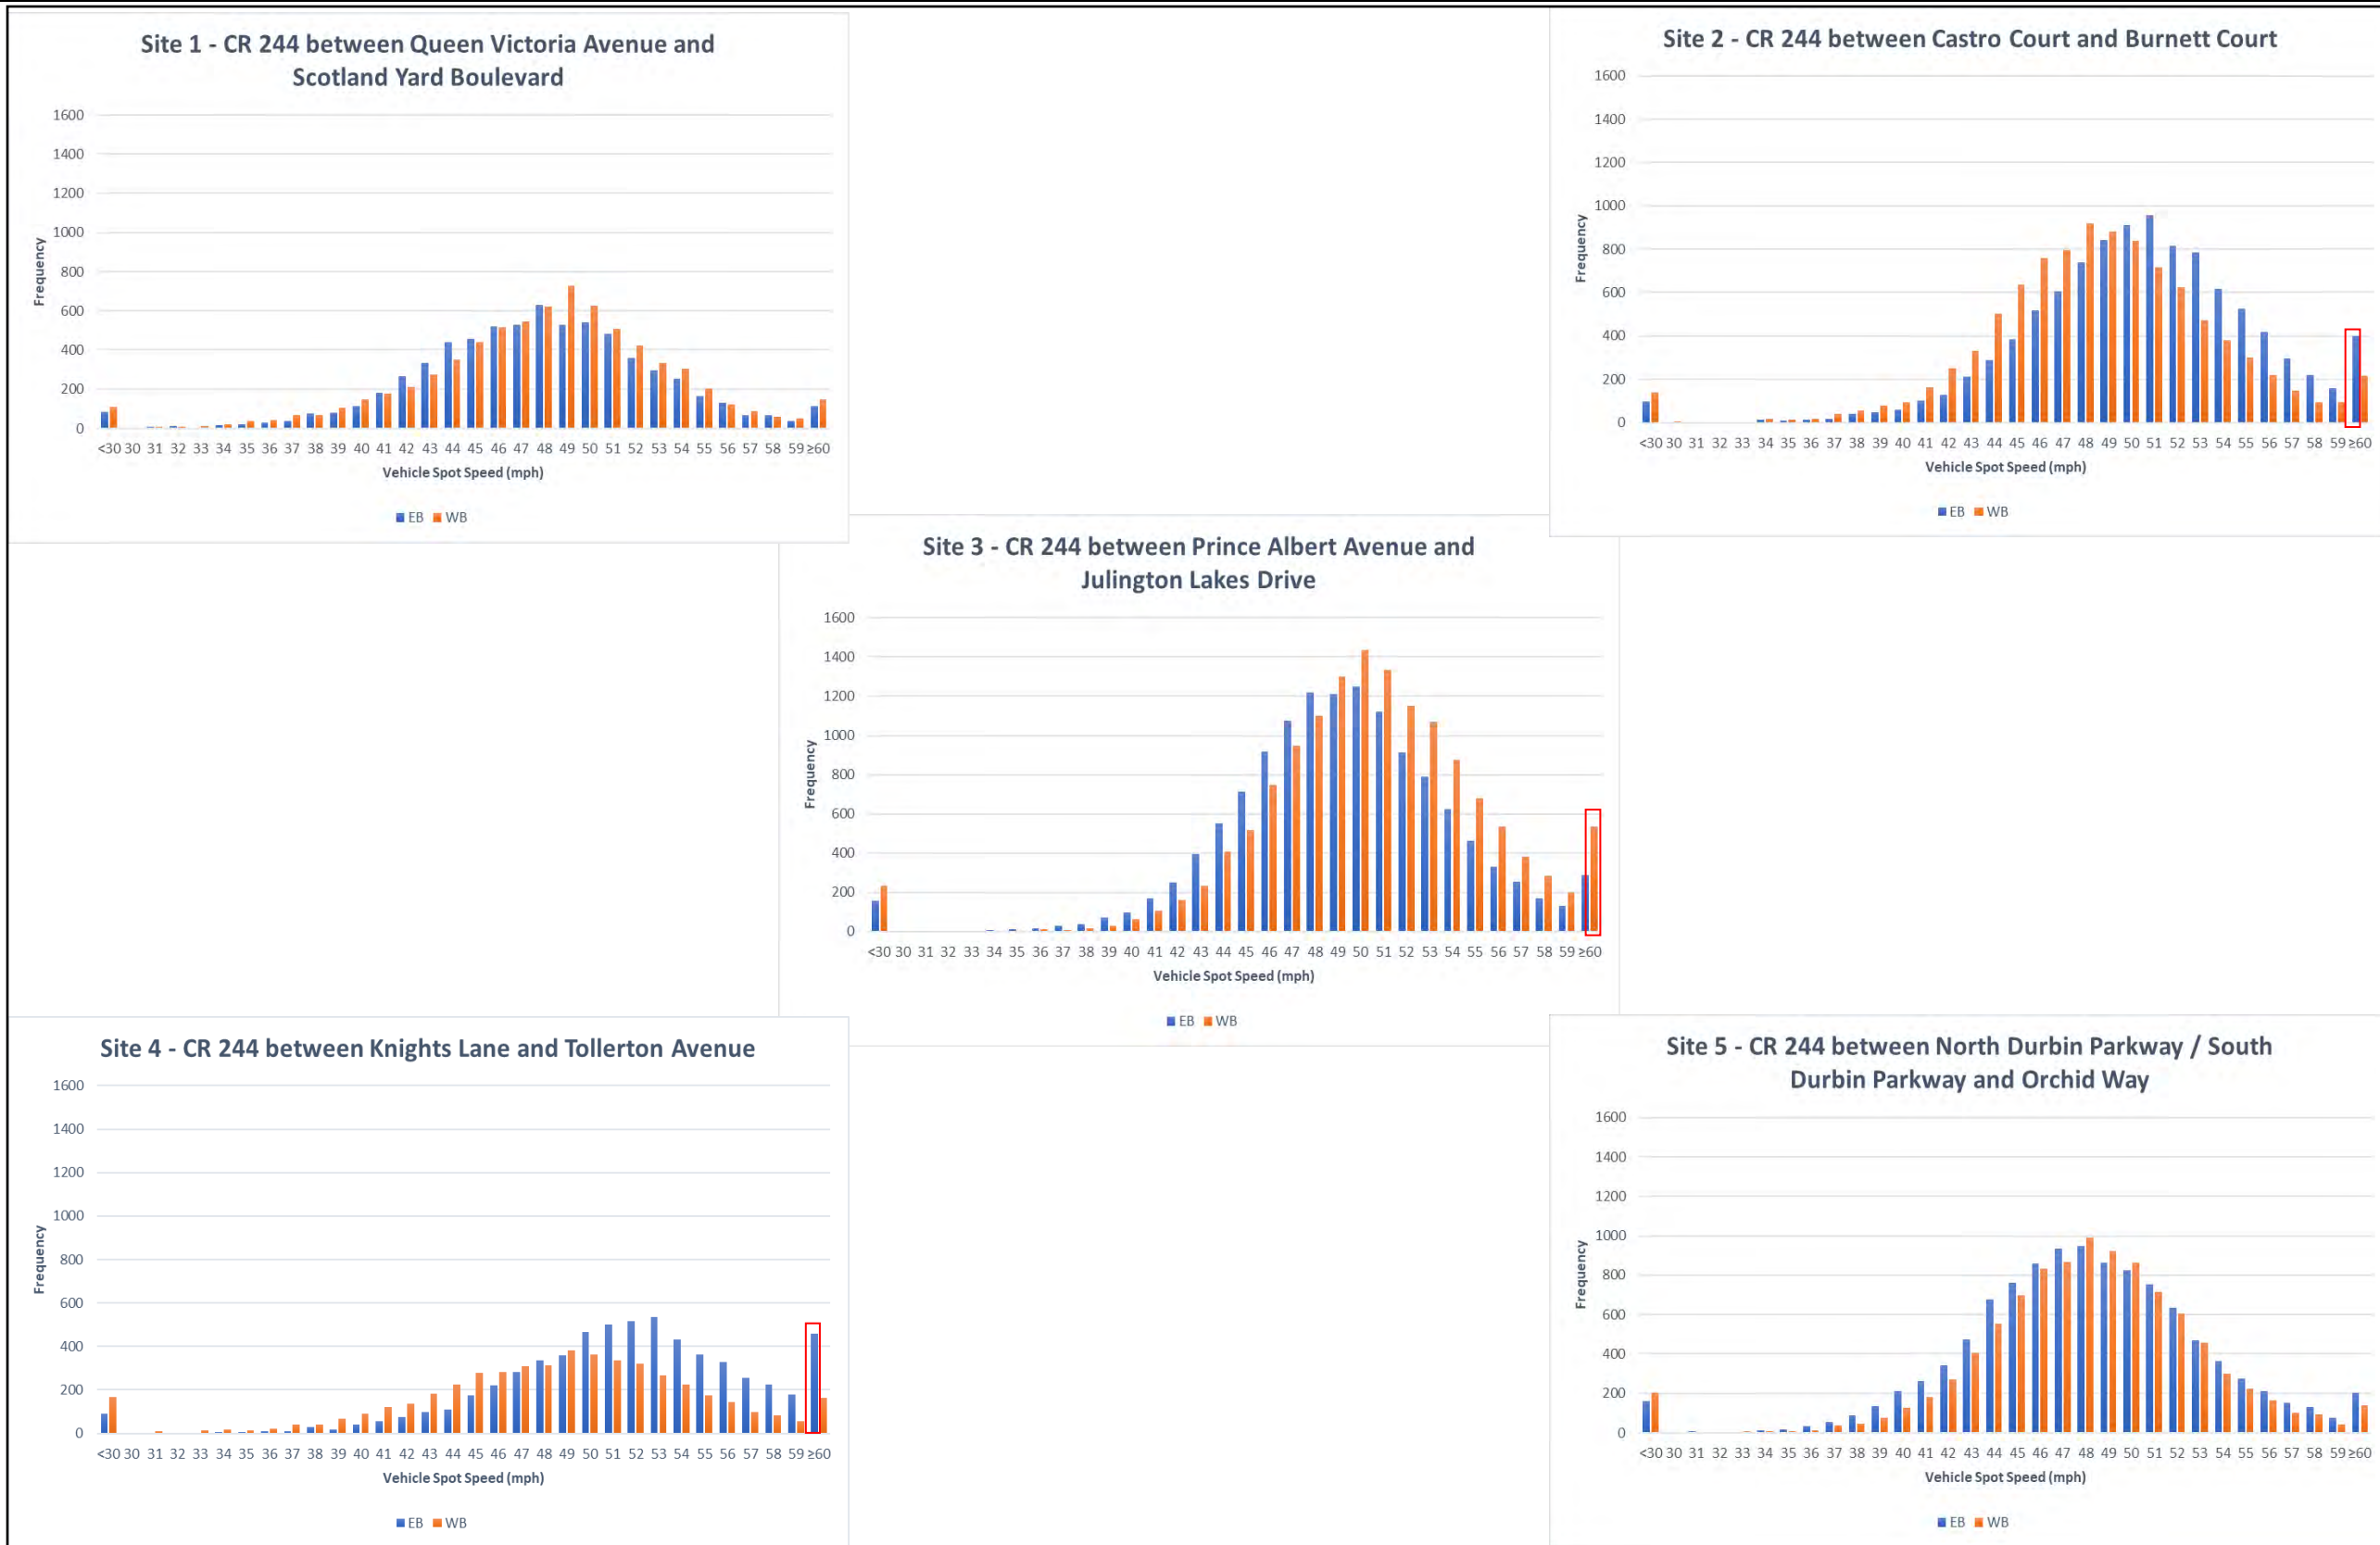 Site 1 - CR 244 between Queen Victoria Avenue and
Scotland Yard Boulevard
1600
1400
1200
1000
800
600
400
200
0
Frequency
<30 30 31 32 33 34 35 36 37 38 39 40 41 42 43 44 45 46 47 48 49 50 51 52 53 54 55 56 57 58 59 ≥60
Vehicle Spot Speed (mph)
EB WB
Site 2 - CR 244 between Castro Court and Burnett Court
1600
1400
1200
1000
800
600
400
200
0
Frequency
<30 30 31 32 33 34 35 36 37 38 39 40 41 42 43 44 45 46 47 48 49 50 51 52 53 54 55 56 57 58 59 ≥60
Vehicle Spot Speed (mph)
EB WB
Site 3 - CR 244 between Prince Albert Avenue and
Julington Lakes Drive
1600
1400
1200
1000
800
600
400
200
0
Frequency
<30 30 31 32 33 34 35 36 37 38 39 40 41 42 43 44 45 46 47 48 49 50 51 52 53 54 55 56 57 58 59 ≥60
Vehicle Spot Speed (mph)
EB WB
Site 4 - CR 244 between Knights Lane and Tollerton Avenue
1600
1400
1200
1000
800
600
400
200
0
Frequency
<30 30 31 32 33 34 35 36 37 38 39 40 41 42 43 44 45 46 47 48 49 50 51 52 53 54 55 56 57 58 59 ≥60
Vehicle Spot Speed (mph)
EB WB
Site 5 - CR 244 between North Durbin Parkway / South
Durbin Parkway and Orchid Way
1600
1400
1200
1000
800
600
400
200
0
Frequency
<30 30 31 32 33 34 35 36 37 38 39 40 41 42 43 44 45 46 47 48 49 50 51 52 53 54 55 56 57 58 59 ≥60
Vehicle Spot Speed (mph)
EB WB